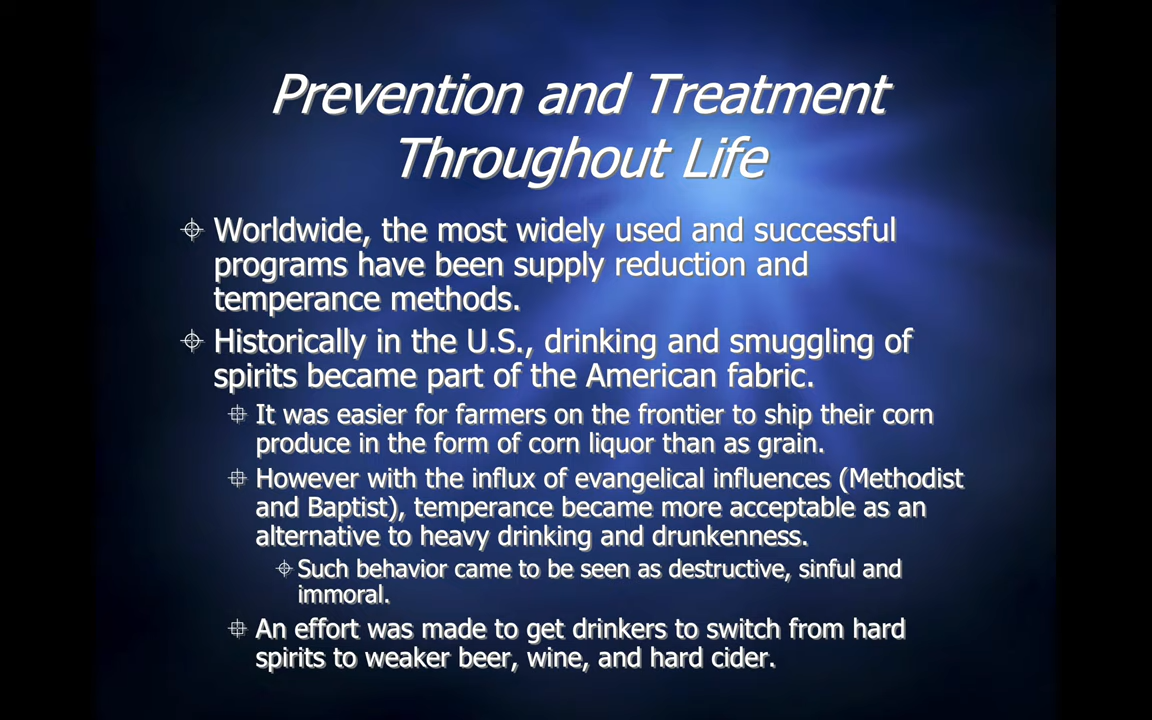 Prevention and Treatment
Throughout Life
Worldwide, the most widely used and successful
programs have been supply reduction and
temperance methods.
Historically in the U.S., drinking and smuggling of
spirits became part of the American fabric.
It was easier for farmers on the frontier to ship their corn
produce in the form of corn liquor than as grain.
However with the influx of evangelical influences (Methodist
and Baptist), temperance became more acceptable as an
alternative to heavy drinking and drunkenness.
Such behavior came to be seen as destructive, sinful and
immoral.
An effort was made to get drinkers to switch from hard
spirits to weaker beer, wine, and hard cider.